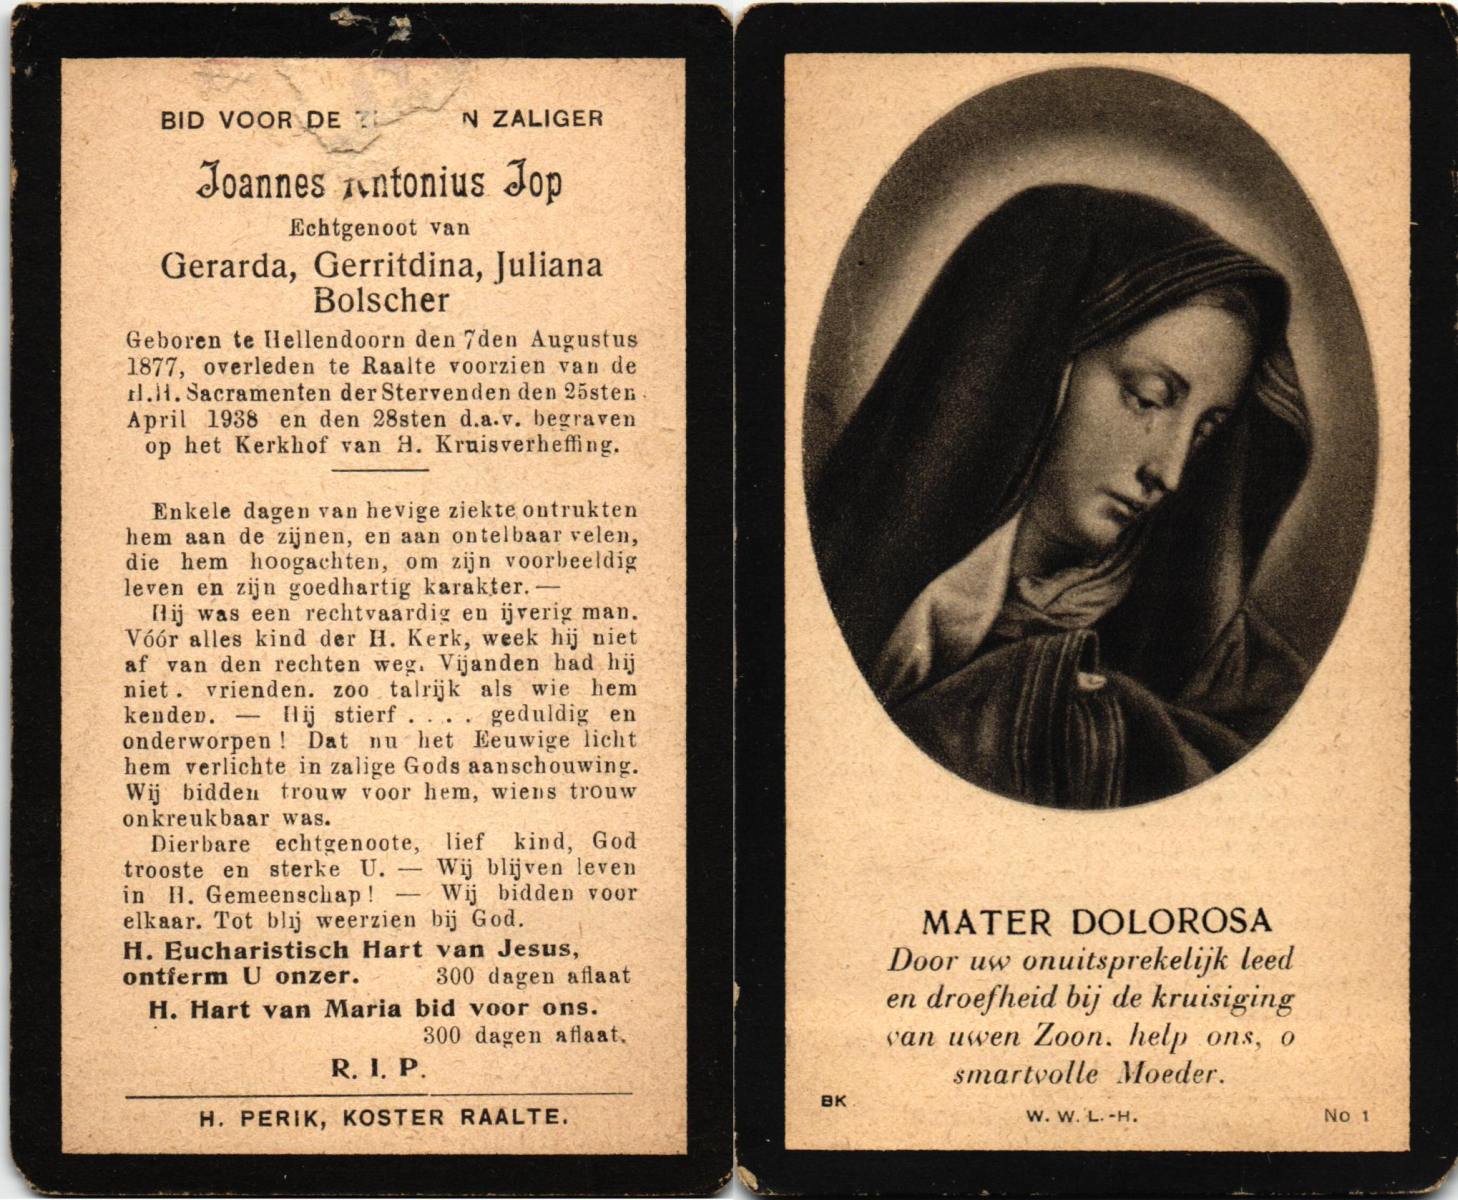 BID VOOR DE ZALIGER
Joannes Antonius Jop
Echtgenoot van
Gerarda, Gerritdina, Juliana
Bolscher
Geboren te Hellendoorn den 7den Augustus
1877, overleden te Raalte voorzien van de
H.H. Sacramenten der Stervenden den 25sten
April 1938 en den 28sten d.a.v. begraven
op het Kerkhof van H. Kruisverheffing.
Enkele dagen van hevige ziekte ontrukten
hem aan de zijnen, en aan ontelbaar velen,
die hem hoogachten, om zijn voorbeeldig
leven en zijn goedhartig karakter. —
Hij was een rechtvaardig en ijverig man.
Vóór alles kind der H. Kerk, week hij niet
af van den rechten weg. Vijanden had hij
niet. vrienden. zoo talrijk als wie hem
kenden. — Hij stierf . . . . geduldig en
onderworpen! Dat nu het Eeuwige licht
hem verlichte in zalige Gods aanschouwing.
Wij bidden trouw voor hem, wiens trouw
onkreukbaar was.
Dierbare echtgenoote, lief kind, God
trooste en sterke U. — Wij blijven leven
in H. Gemeenschap! — Wij bidden voor
elkaar. Tot blij weerzien bij God.
H. Eucharistisch Hart van Jesus,
ontferm U onzer. 300 dagen aflaat
H. Hart van Maria bid voor ons.
300 dagen aflaat.
R. I. P.
H. PERIK, KOSTER RAALTE.
MATER DOLOROSA
Door uw onuitsprekelijk leed
en droefheid bij de kruisiging
van uwen Zoon. help ons, o
smartvolle Moeder.
BK
W. W. L.-H.
No 1